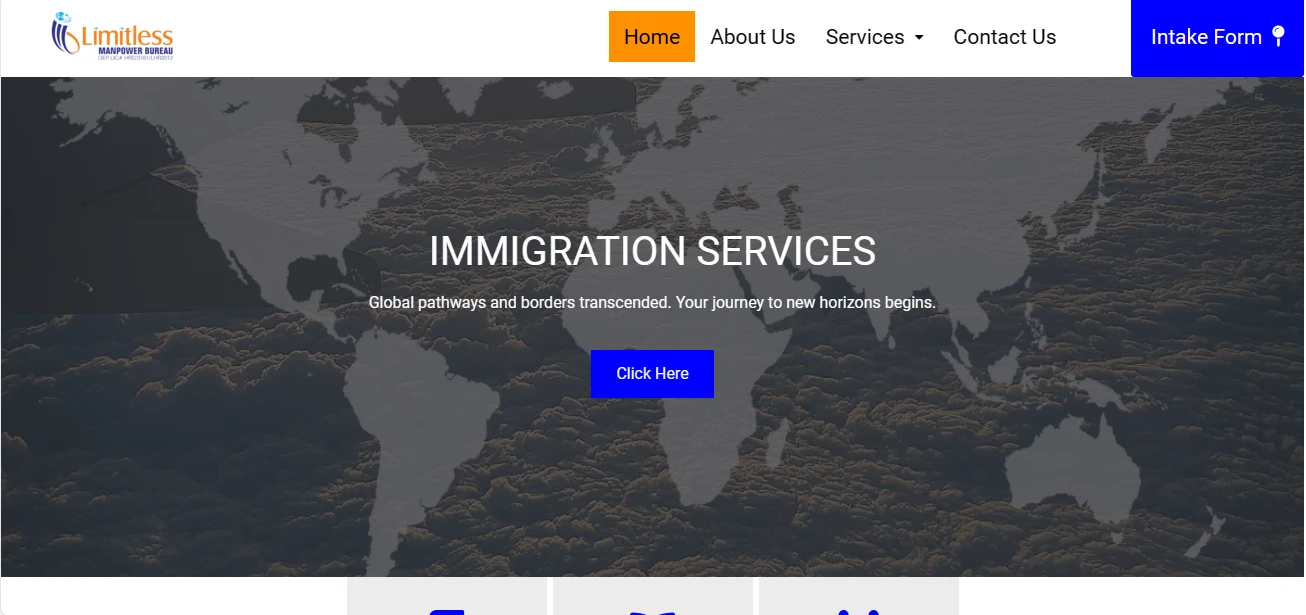 Limitless
MANPOWER BUREAU
OEP LIC# HRD/3161/LHR/2012
Home
About Us
Services
Contact Us
Intake Form
IMMIGRATION SERVICES
Global pathways and borders transcended. Your journey to new horizons begins.
Click Here